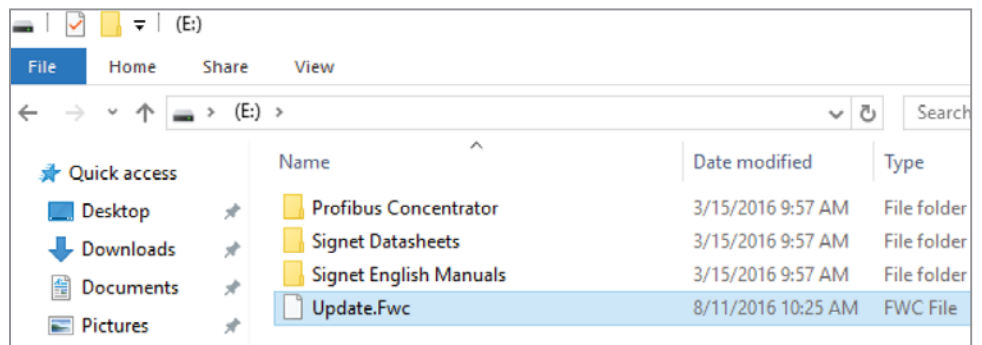 (E:)
File Home Share View
(E:) Search
Name Date modified Type
Quick access
Desktop
Downloads
Documents
Pictures
Profibus Concentrator 3/15/2016 9:57 AM File folder
Signet Datasheets 3/15/2016 9:57 AM File folder
Signet English Manuals 3/15/2016 9:57 AM File folder
Update.Fwc 8/11/2016 10:25 AM FWC File